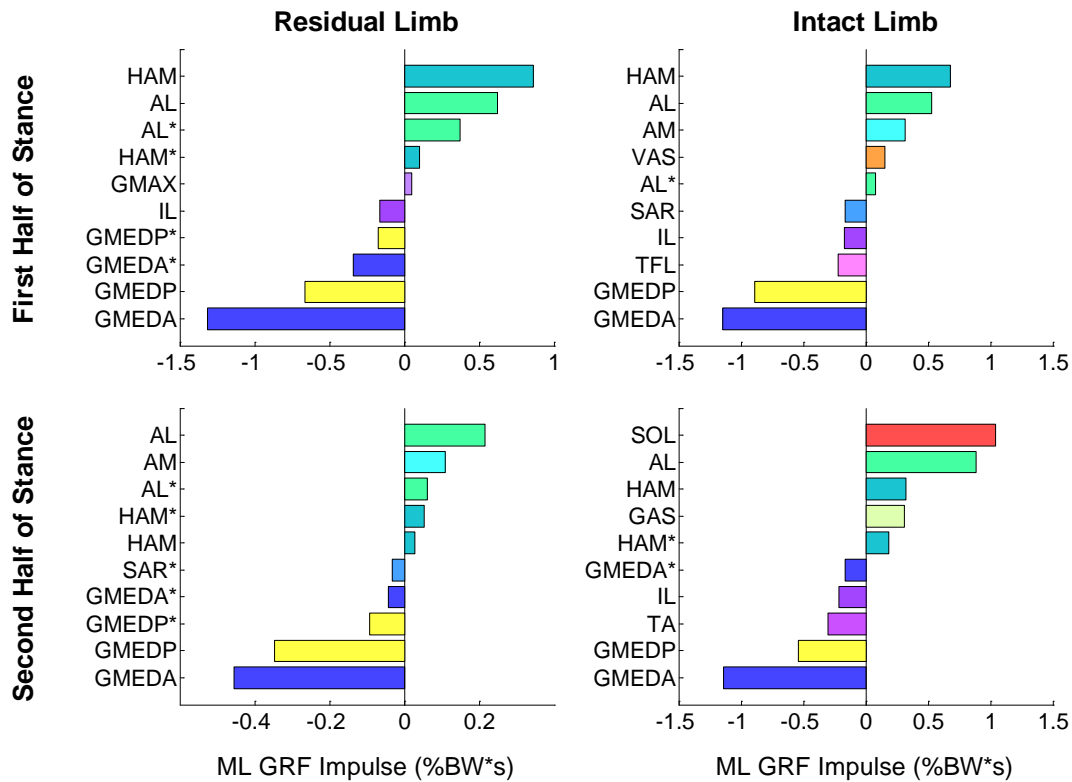 Residual Limb
Intact Limb
First Half of Stance
HAM
AL
AL*
HAM*
GMAX
IL
GMEDP*
GMEDA*
GMEDP
GMEDA
-1.5 -1 -0.5 0 0.5 1
HAM
AL
AM
VAS
AL*
SAR
IL
TFL
GMEDP
GMEDA
-1.5 -1 -0.5 0 0.5 1 1.5
Second Half of Stance
AL
AM
AL*
HAM*
HAM
SAR*
GMEDA*
GMEDP*
GMEDP
GMEDA
-0.4 -0.2 0 0.2
ML GRF Impulse (%BW*s)
SOL
AL
HAM
GAS
HAM*
GMEDA*
IL
TA
GMEDP
GMEDA
-1.5 -1 -0.5 0 0.5 1 1.5
ML GRF Impulse (%BW*s)